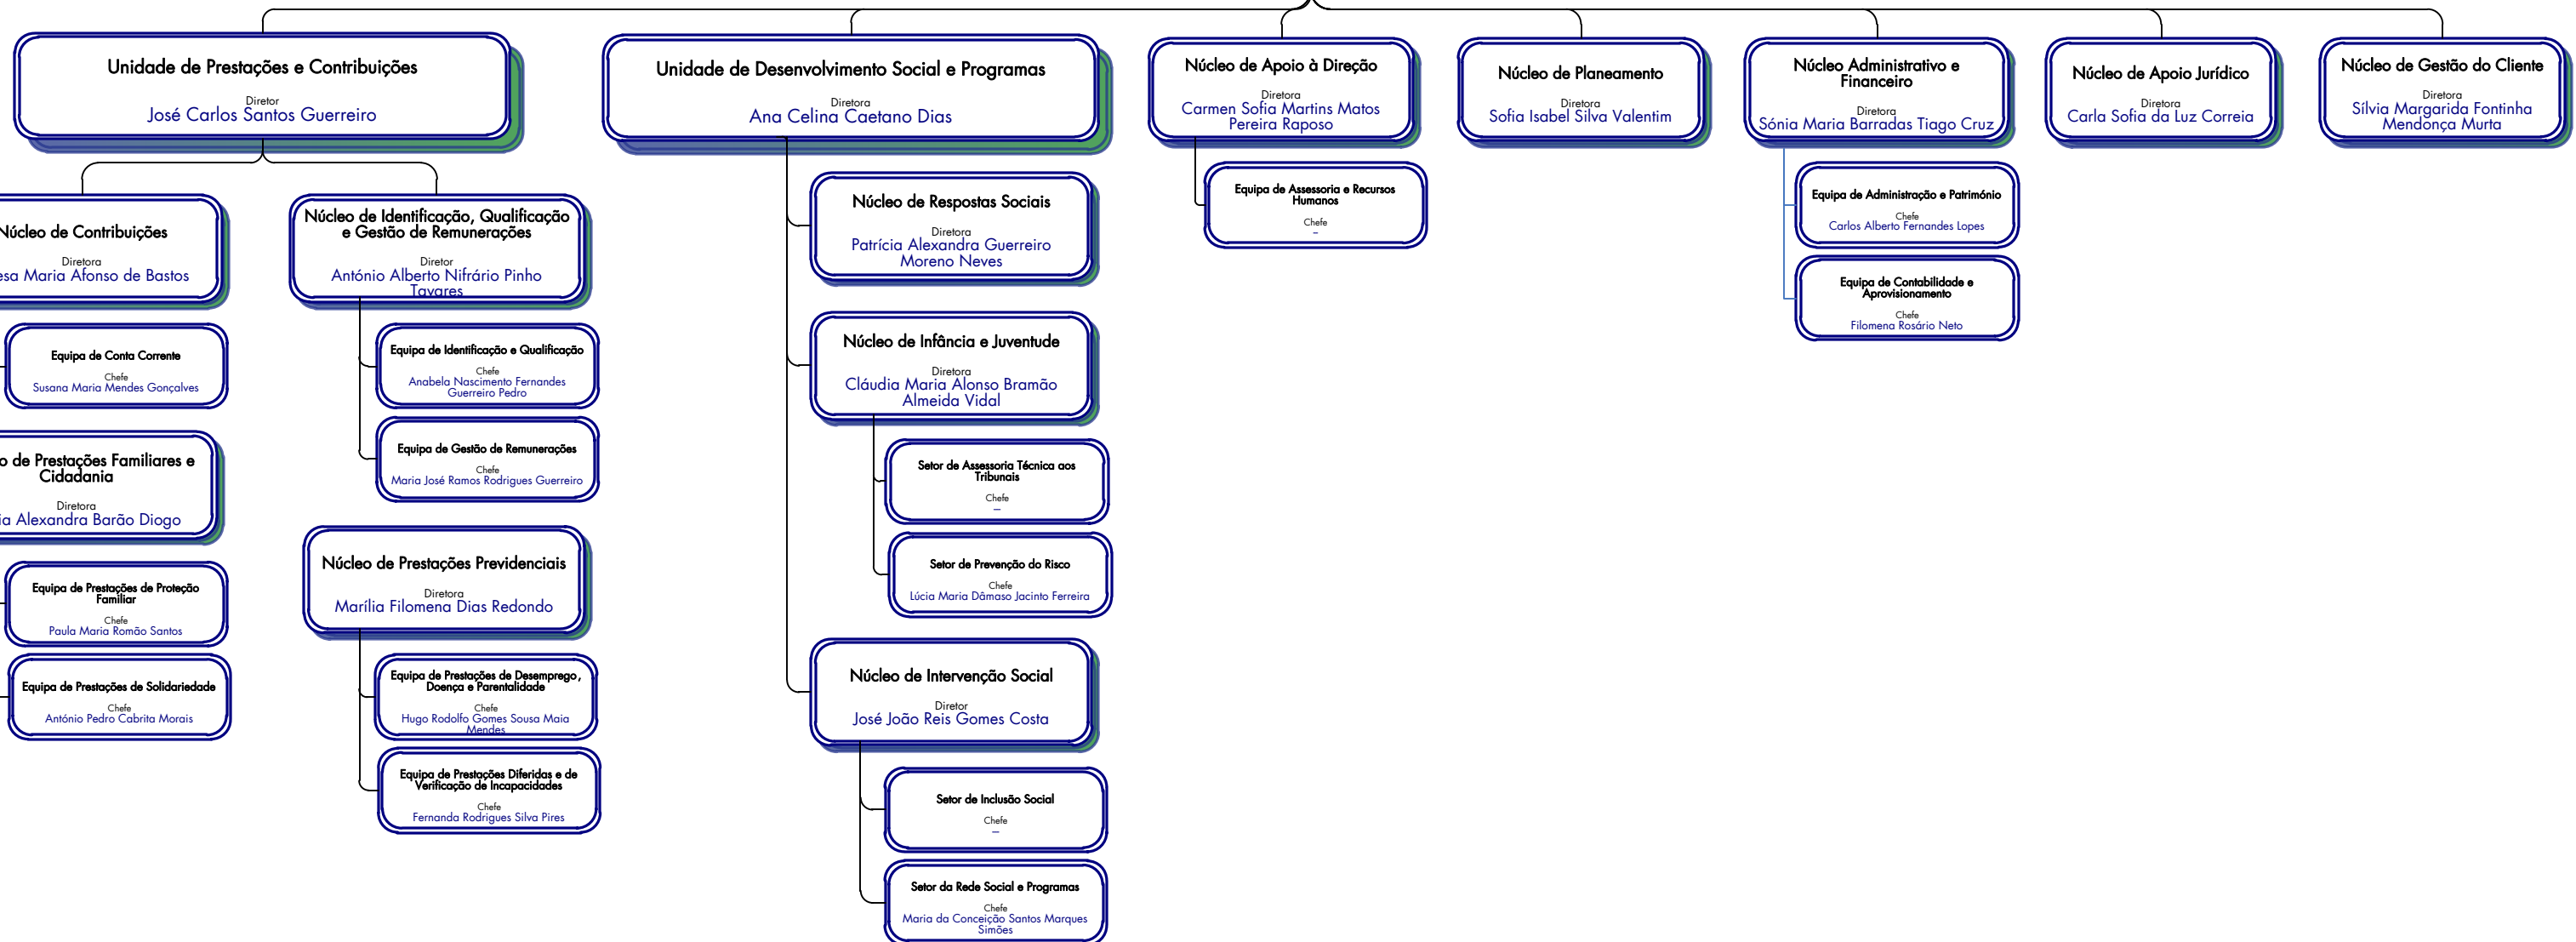 Unidade de Prestações e Contribuições
Diretor
José Carlos Santos Guerreiro
Unidade de Desenvolvimento Social e Programas
Diretora
Ana Celina Caetano Dias
Núcleo de Apoio à Direção
Diretora
Carmen Sofia Martins Matos
Pereira Raposo
Núcleo de Planeamento
Diretora
Sofia Isabel Silva Valentim
Núcleo Administrativo e
Financeiro
Diretora
Sónia Maria Barradas Tiago Cruz
Núcleo de Apoio Jurídico
Diretora
Carla Sofia da Luz Correia
Núcleo de Gestão do Cliente
Diretora
Sílvia Margarida Fontinha
Mendonça Murta
Núcleo de Contribuições
Diretora
esa Maria Afonso de Bastos
Equipa de Conta Corrente
Chefe
Susana Maria Mendes Gonçalves
o de Prestações Familiares e
Cidadania
Diretora
ia Alexandra Barão Diogo
Equipa de Prestações de Proteção
Familiar
Chefe
Paula Maria Romão Santos
Equipa de Prestações de Solidariedade
Chefe
António Pedro Cabrita Morais
Núcleo de Identificação, Qualificação
e Gestão de Remunerações
Diretor
António Alberto Nifrário Pinho
Tavares
Equipa de Identificação e Qualificação
Chefe
Anabela Nascimento Fernandes
Guerreiro Pedro
Equipa de Gestão de Remunerações
Chefe
Maria José Ramos Rodrigues Guerreiro
Núcleo de Prestações Previdenciais
Diretora
Marília Filomena Dias Redondo
Equipa de Prestações de Desemprego,
Doença e Parentalidade
Chefe
Hugo Rodolfo Gomes Sousa Maia
Mendes
Equipa de Prestações Diferidas e de
Verificação de Incapacidades
Chefe
Fernanda Rodrigues Silva Pires
Núcleo de Respostas Sociais
Diretora
Patrícia Alexandra Guerreiro
Moreno Neves
Núcleo de Infância e Juventude
Diretora
Cláudia Maria Alonso Bramão
Almeida Vidal
Setor de Assessoria Técnica aos
Tribunais
Chefe
–
Setor de Prevenção do Risco
Chefe
Lúcia Maria Dâmaso Jacinto Ferreira
Núcleo de Intervenção Social
Diretor
José João Reis Gomes Costa
Setor de Inclusão Social
Chefe
–
Setor da Rede Social e Programas
Chefe
Maria da Conceição Santos Marques
Simões
Equipa de Assessoria e Recursos
Humanos
Chefe
–
Equipa de Administração e Património
Chefe
Carlos Alberto Fernandes Lopes
Equipa de Contabilidade e
Aprovisionamento
Chefe
Filomena Rosário Neto